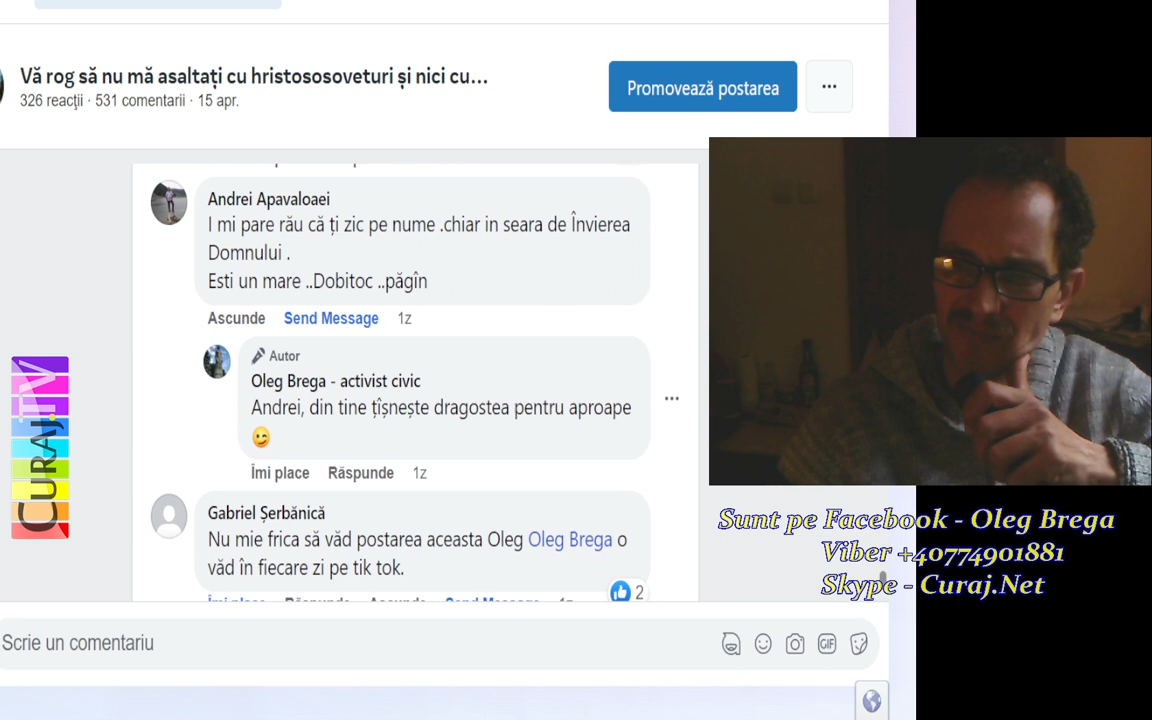 Vă rog să nu mă asaltați cu hristososoveturi și nici cu...
326 reacţii · 531 comentarii · 15 apr.
Promovează postarea
Andrei Apavaloaei
I mi pare rău că ți zic pe nume .chiar in seara de Învierea
Domnului .
Esti un mare ..Dobitoc ..păgîn
Ascunde Send Message 1z
Autor
Oleg Brega - activist civic
Andrei, din tine țîșnește dragostea pentru aproape
Îmi place Răspunde 1z
Gabriel Șerbănică
Nu mie frica să văd postarea aceasta Oleg Oleg Brega o
văd în fiecare zi pe tik tok.
2
Scrie un comentariu
GIF
CURAJ.TV
Sunt pe Facebook - Oleg Brega
Viber +40774901881
Skype - Curaj.Net